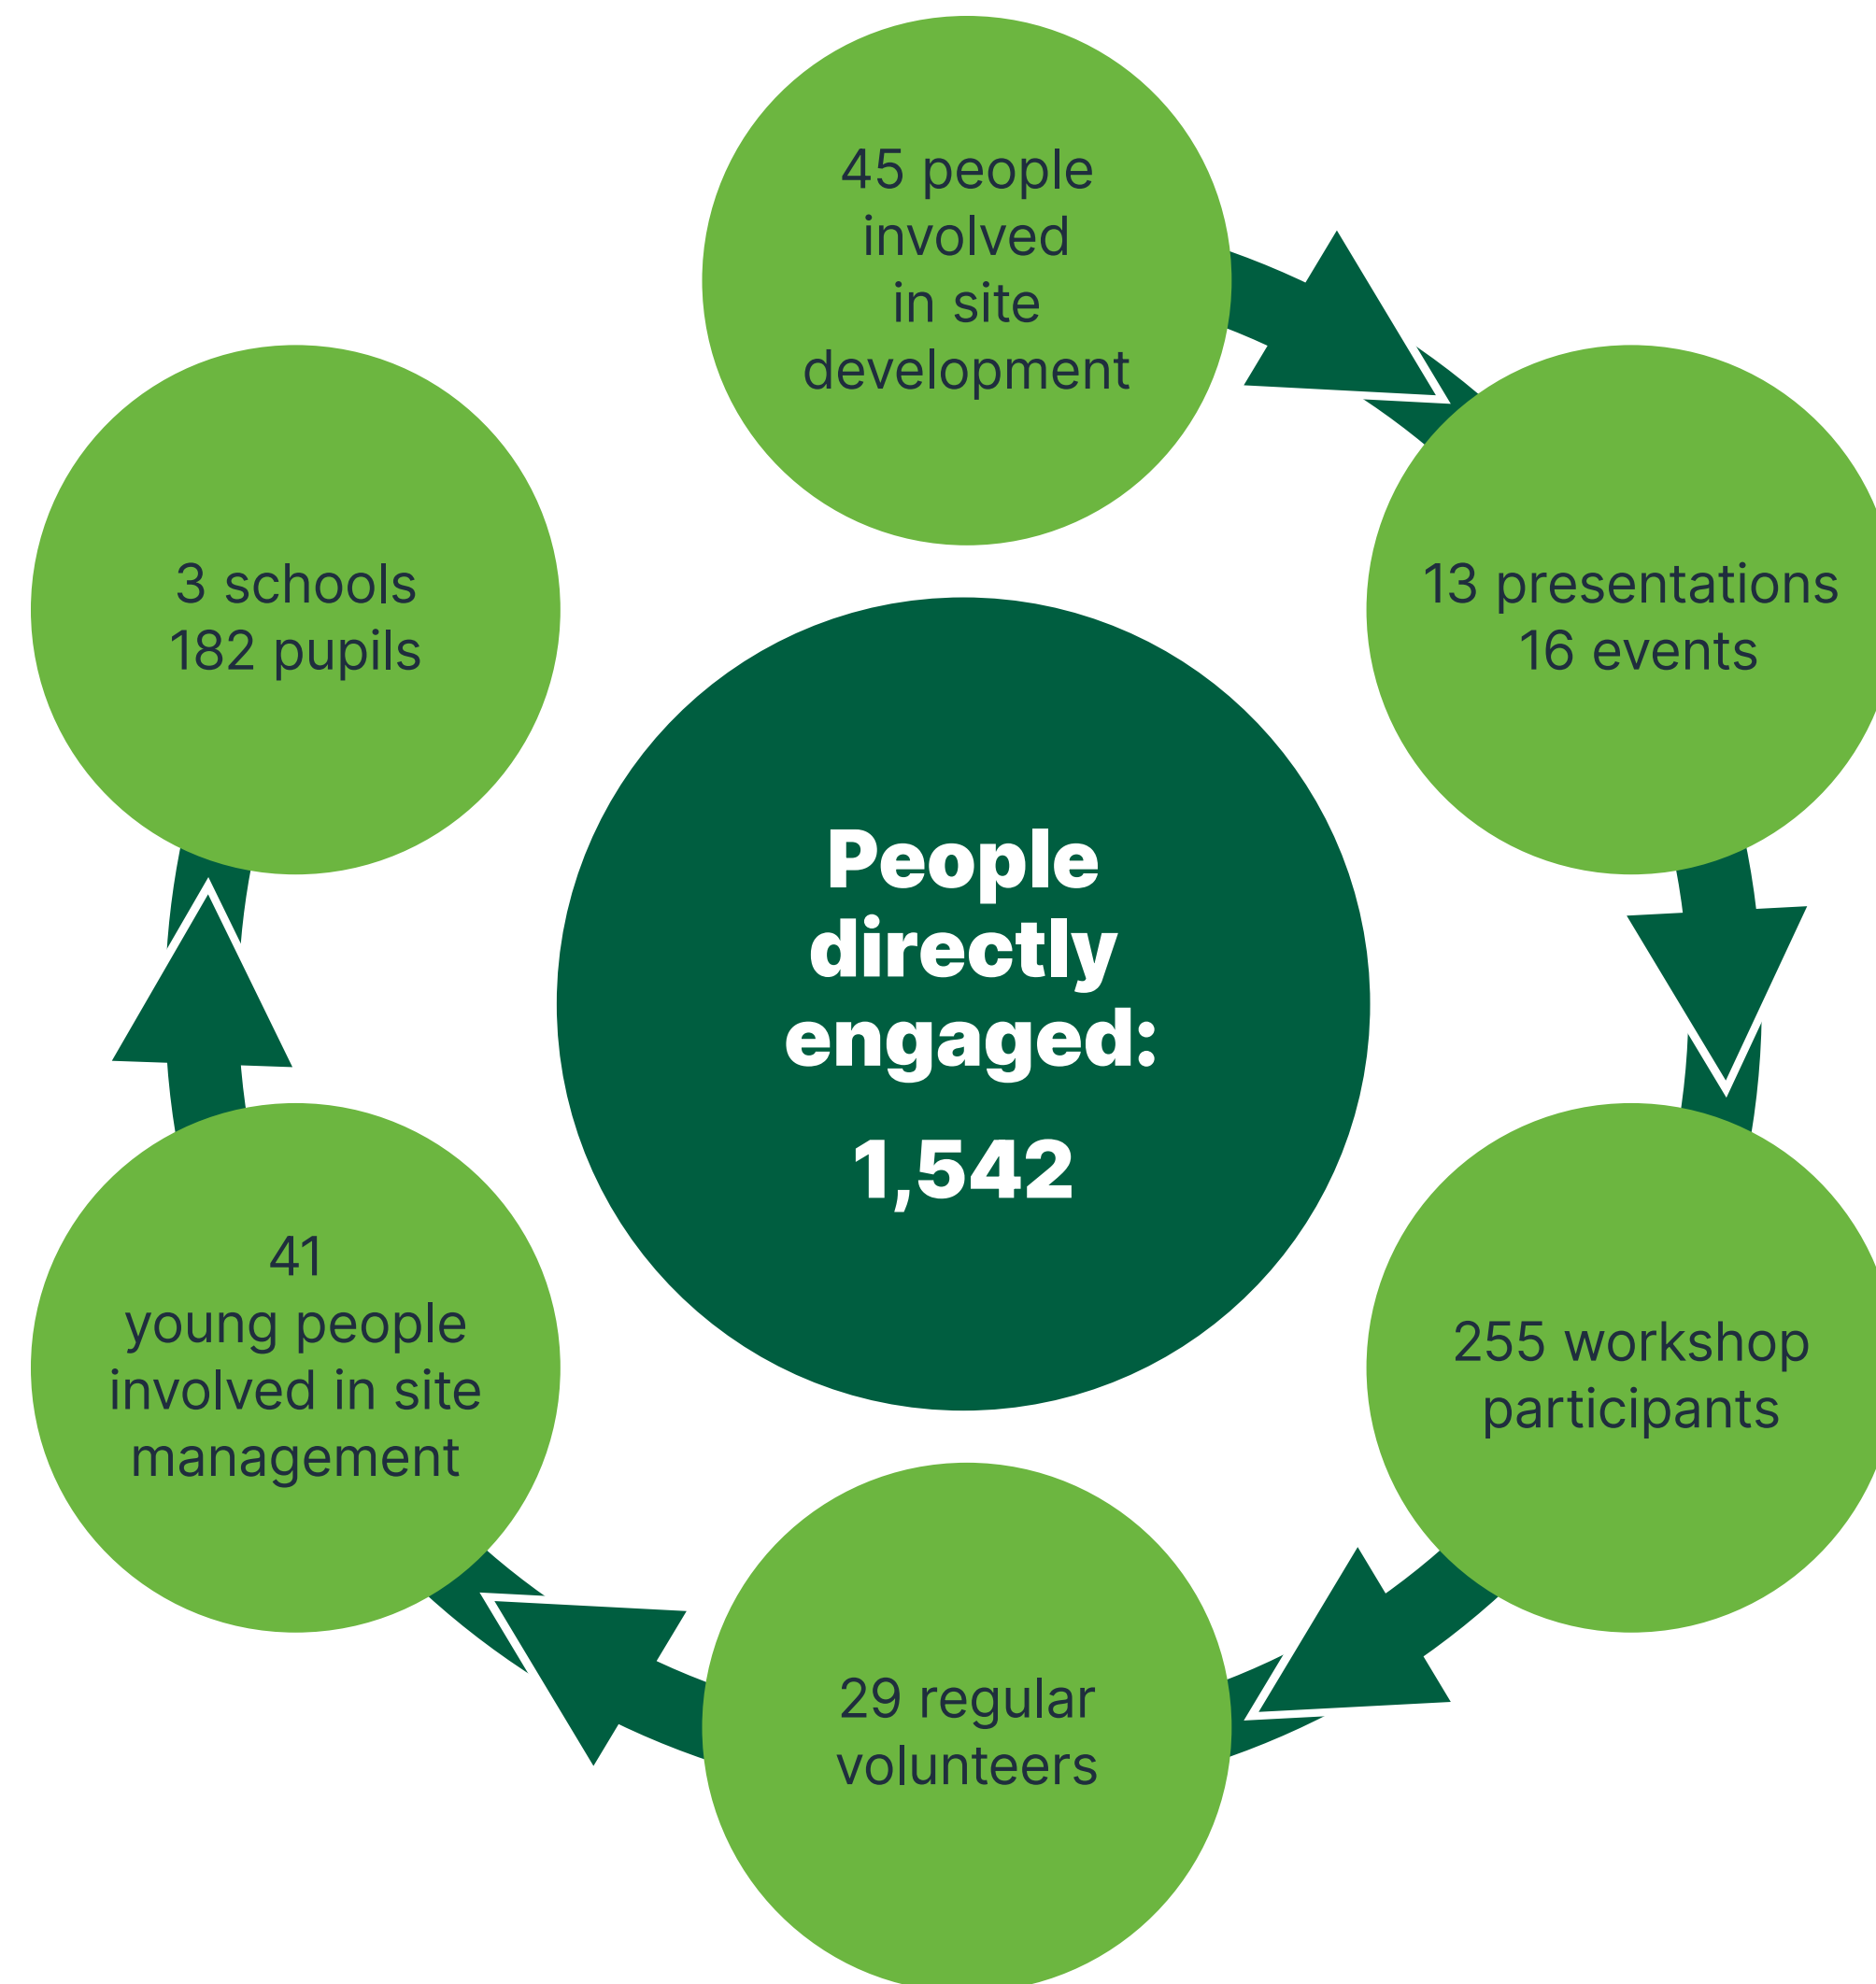 45 people
involved
in site
development
13 presentations
16 events
255 workshop
participants
29 regular
volunteers
41
young people
involved in site
management
3 schools
182 pupils
People
directly
engaged:
1,542